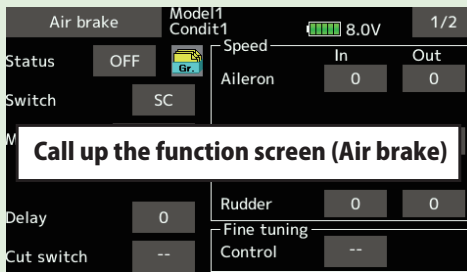 Air brake
Model1
Condit1
8.0V
1/2
Speed
In Out
Status OFF Gr.
Aileron 0 0
Switch SC
M
Call up the function screen (Air brake)
Rudder 0 0
Delay 0
Fine tuning
Cut switch --
Control --